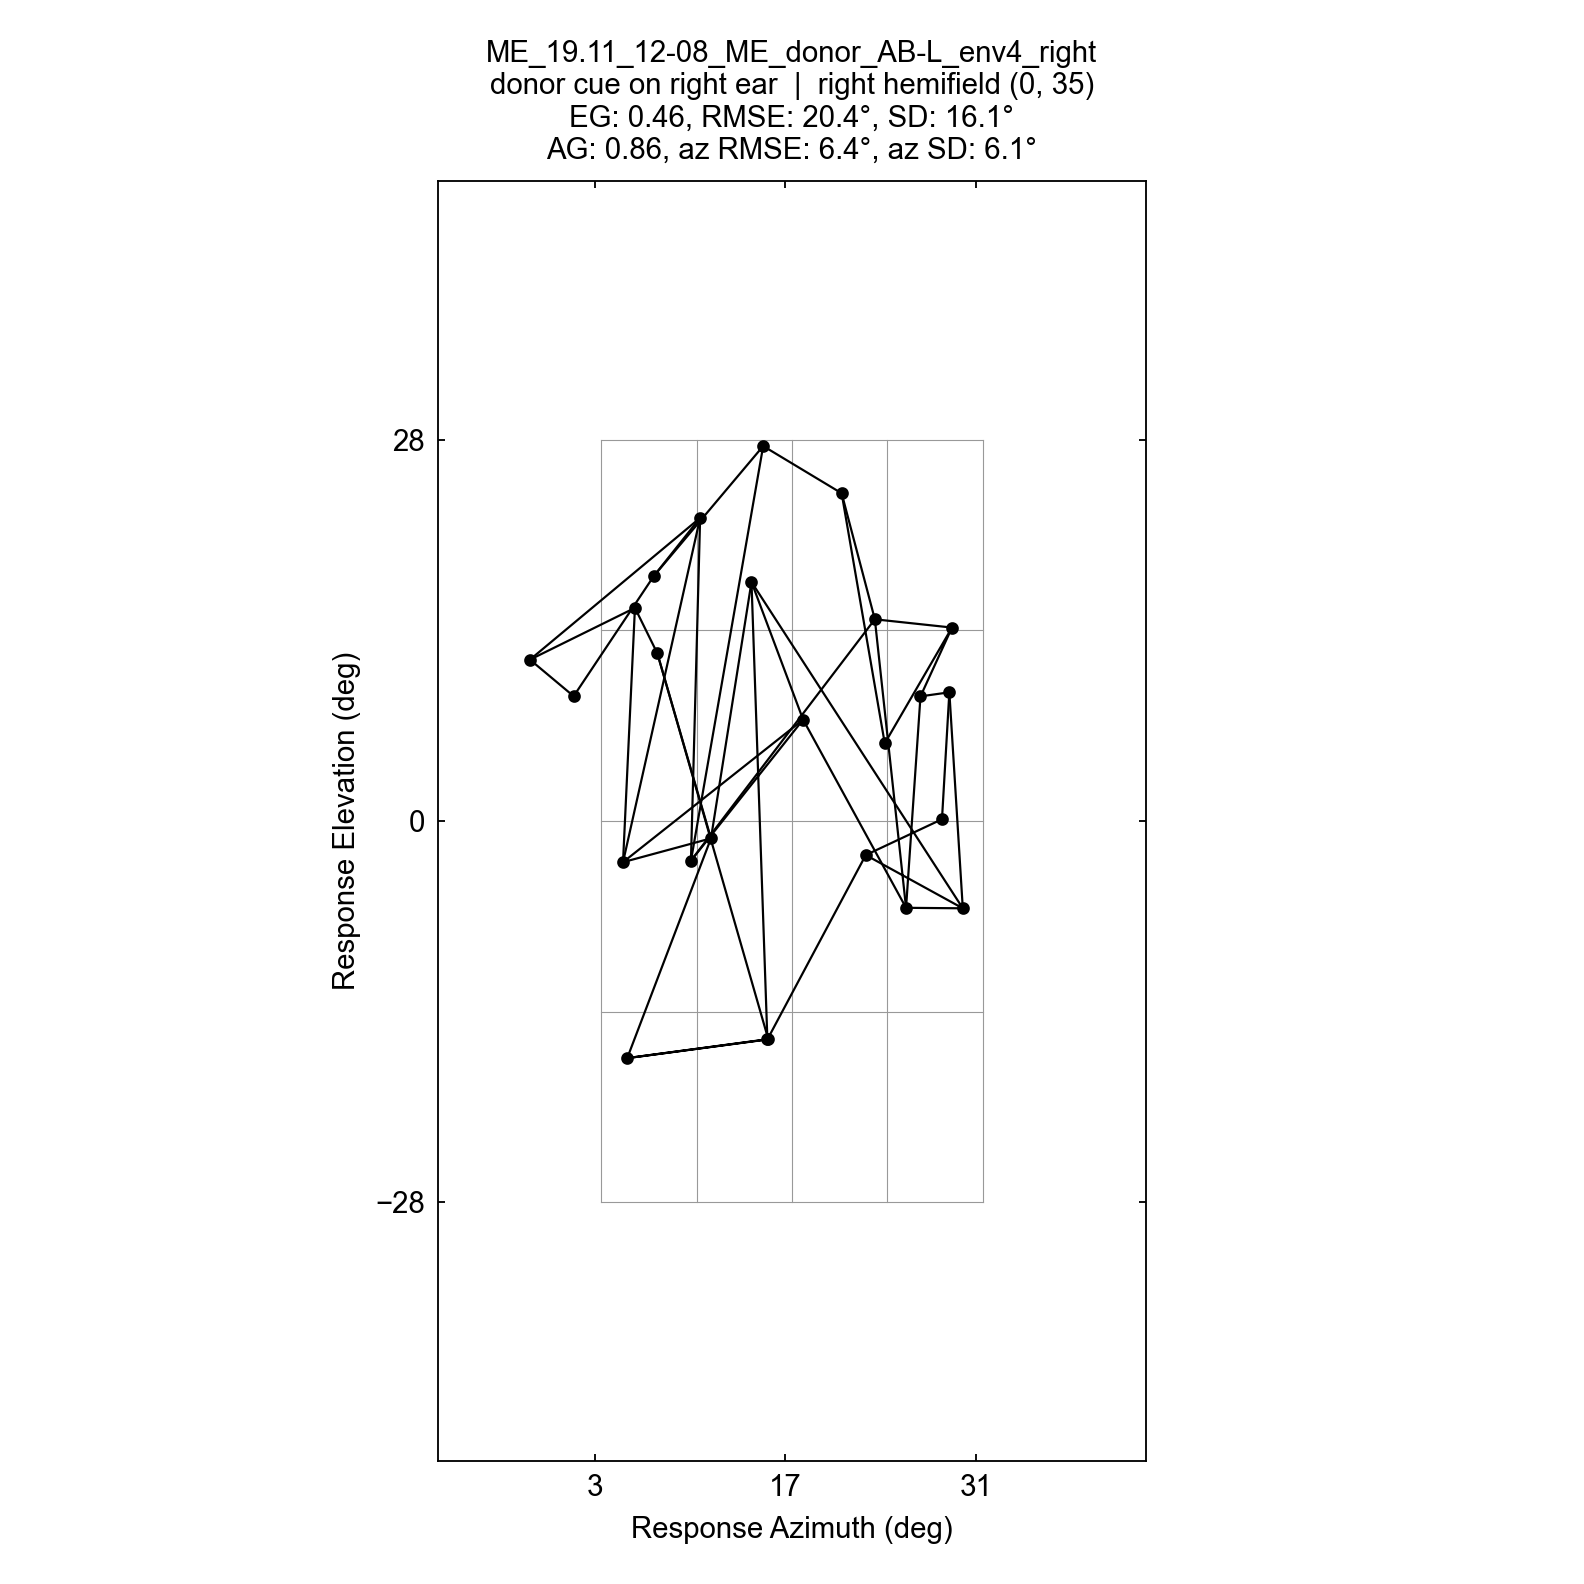 ME_19.11_12-08_ME_donor_AB-L_env4_right
donor cue on right ear | right hemifield (0, 35)
EG: 0.46, RMSE: 20.4°, SD: 16.1°
AG: 0.86, az RMSE: 6.4°, az SD: 6.1°
28
0
−28
Response Elevation (deg)
3 17 31
Response Azimuth (deg)